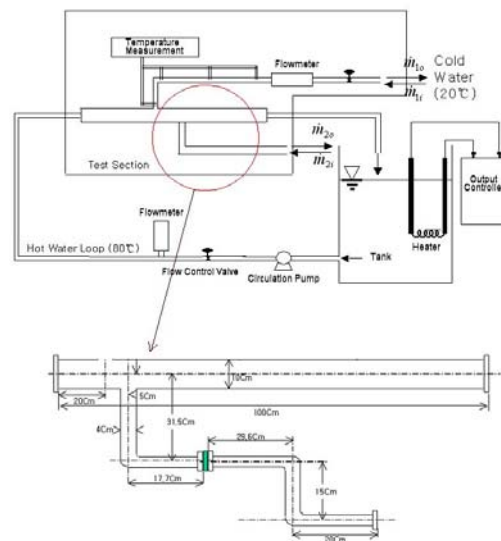 Temperature
Measurement
Flowmeter
ṁ1o
ṁ1i
Cold
Water
(20℃)
ṁ2o
ṁ2i
Test Section
Flowmeter
Hot Water Loop (80℃)
Flow Control Valve
Circulation Pump
Tank
Heater
Output
Controller
10Cm
20Cm
5Cm
100Cm
4Cm
31,5Cm
29,6Cm
17,7Cm
15Cm
20Cm